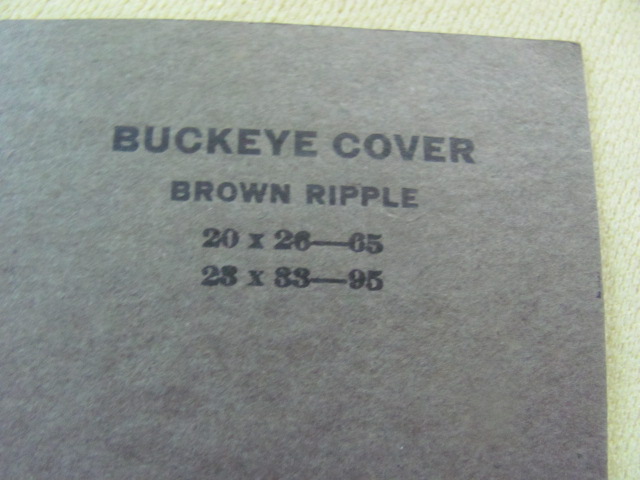 BUCKEYE COVER
BROWN RIPPLE
20 x 26—65
23 x 33—95